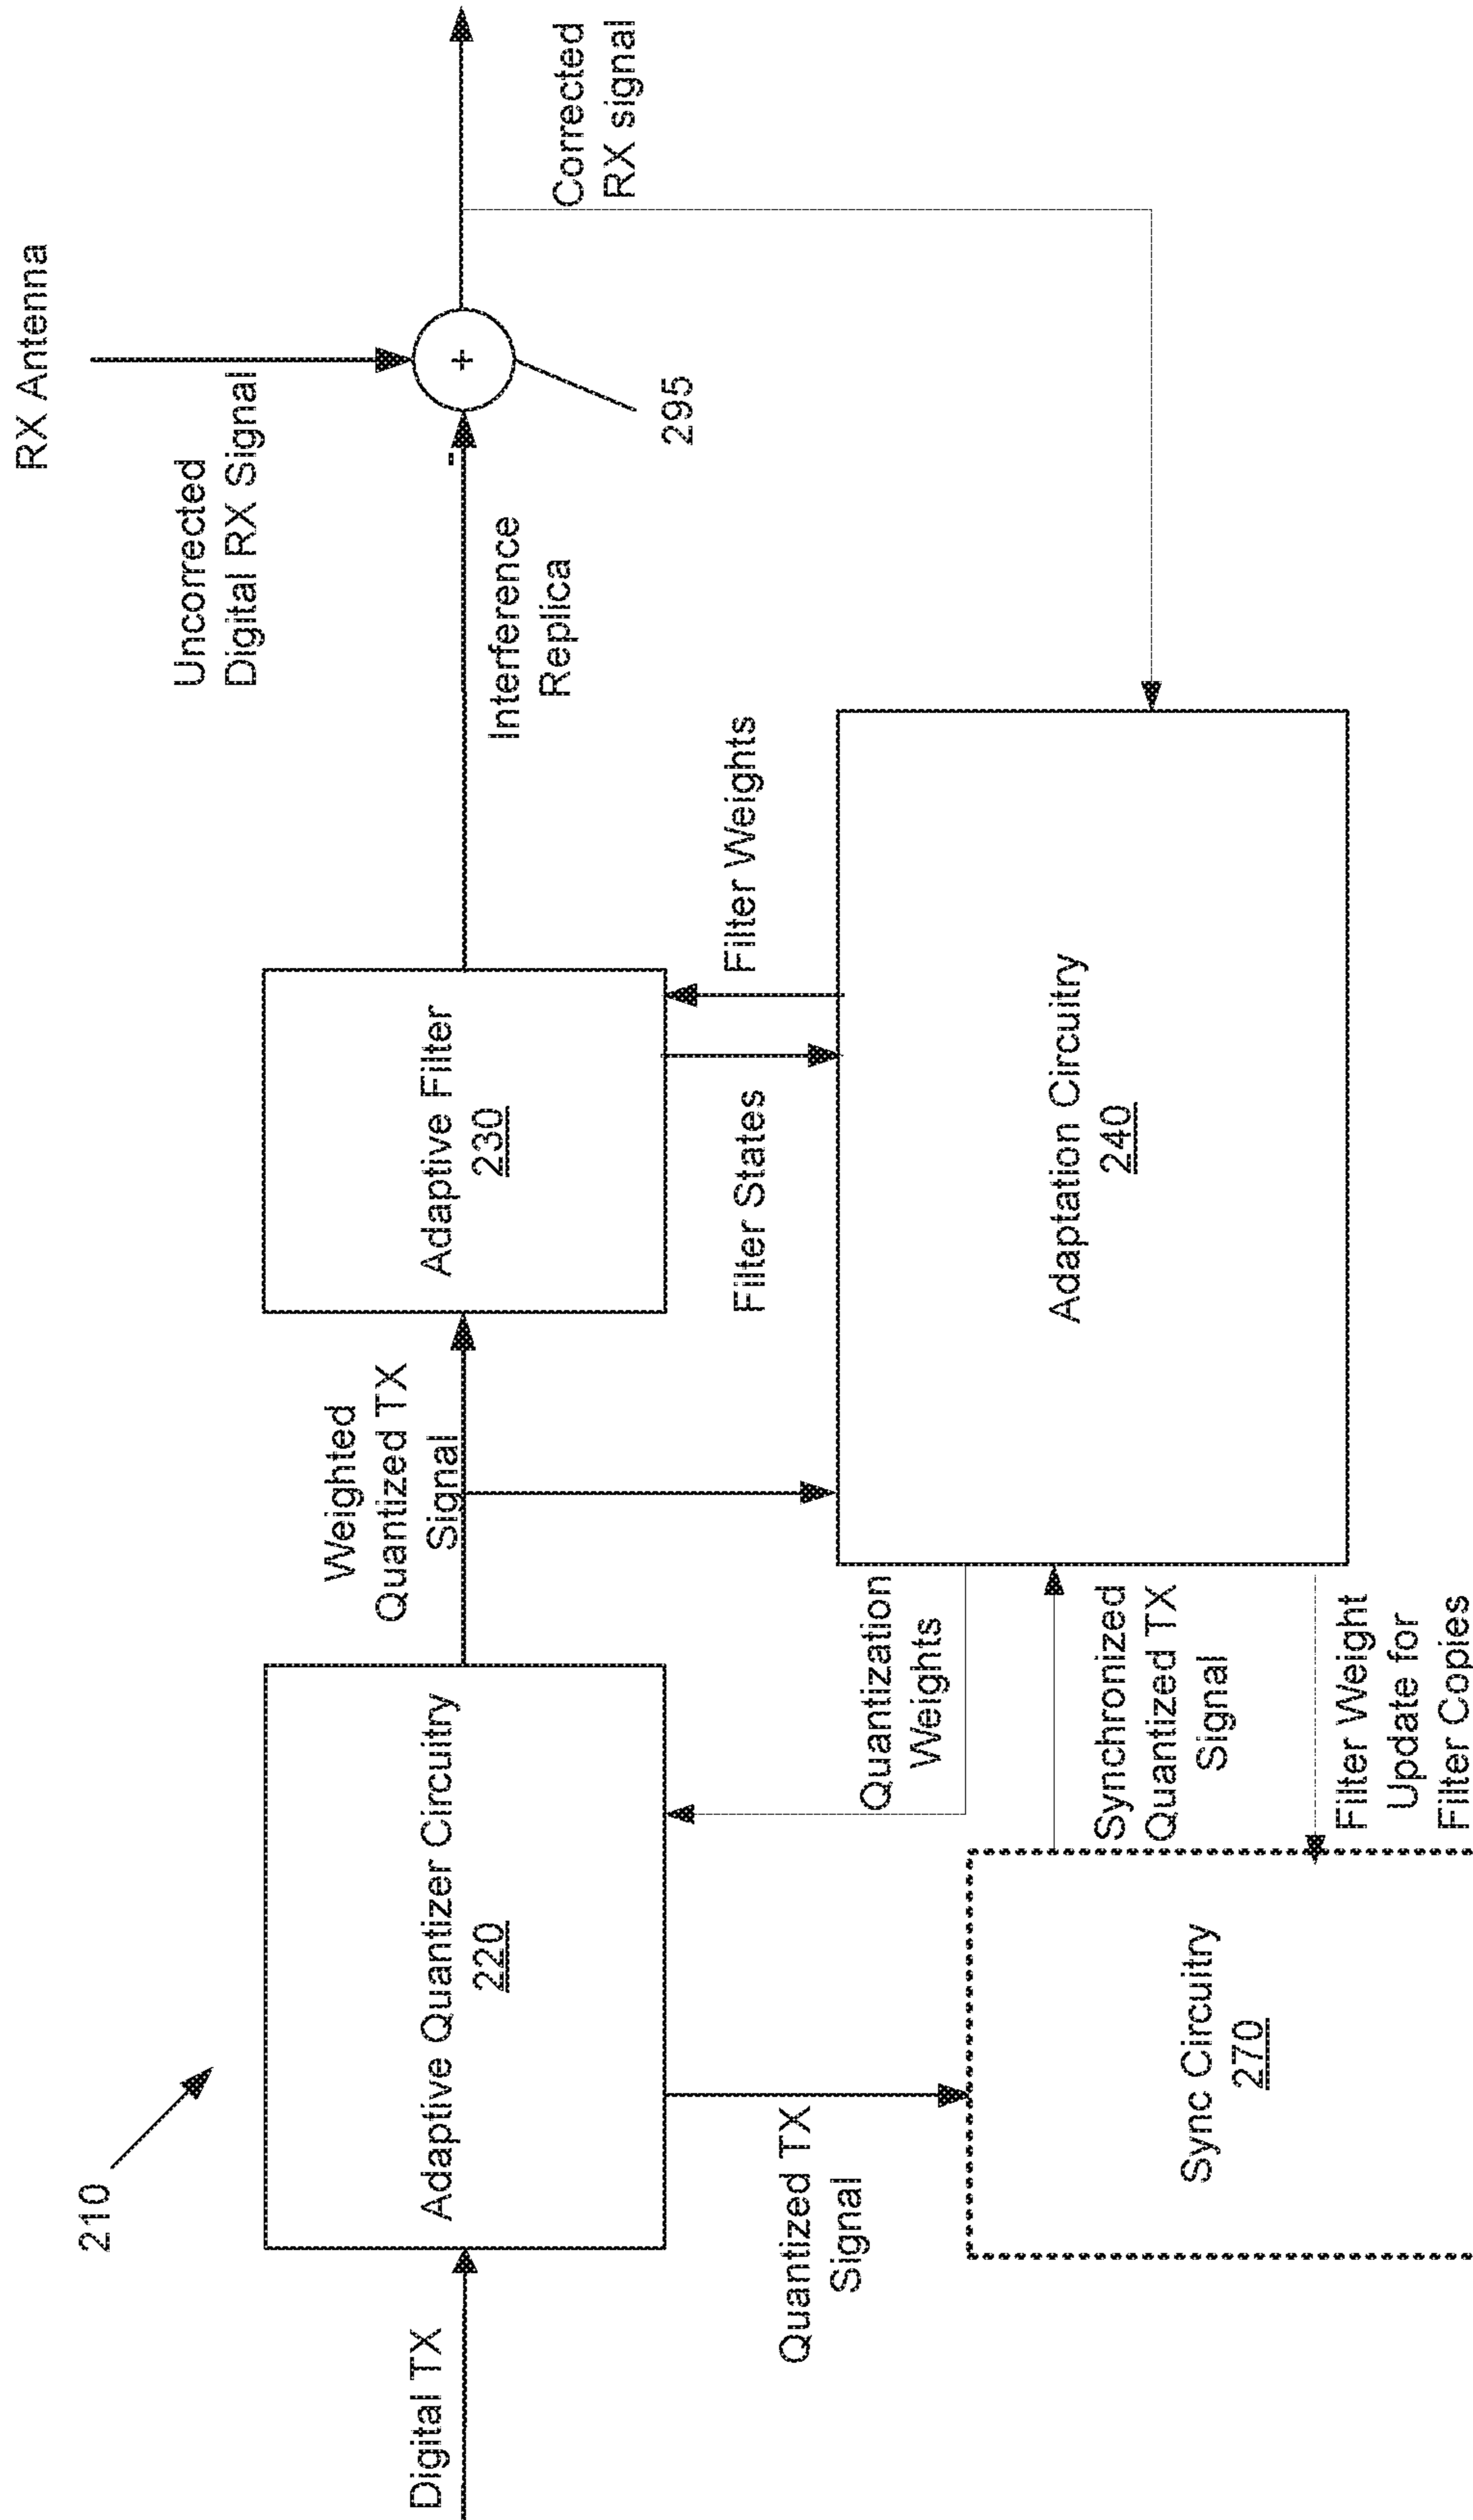 210
Digital TX
Adaptive Quantizer Circuitry
220
Weighted
Quantized TX
Signal
Adaptive Filter
230
Interference
Replica
-
+
295
RX Antenna
Uncorrected
Digital RX Signal
Corrected
RX signal
Quantized TX
Signal
Quantization
Weights
Filter States
Filter Weights
Adaptation Circuitry
240
Synchronized
Quantized TX
Signal
Sync Circuitry
270
Filter Weight
Update for
Filter Copies